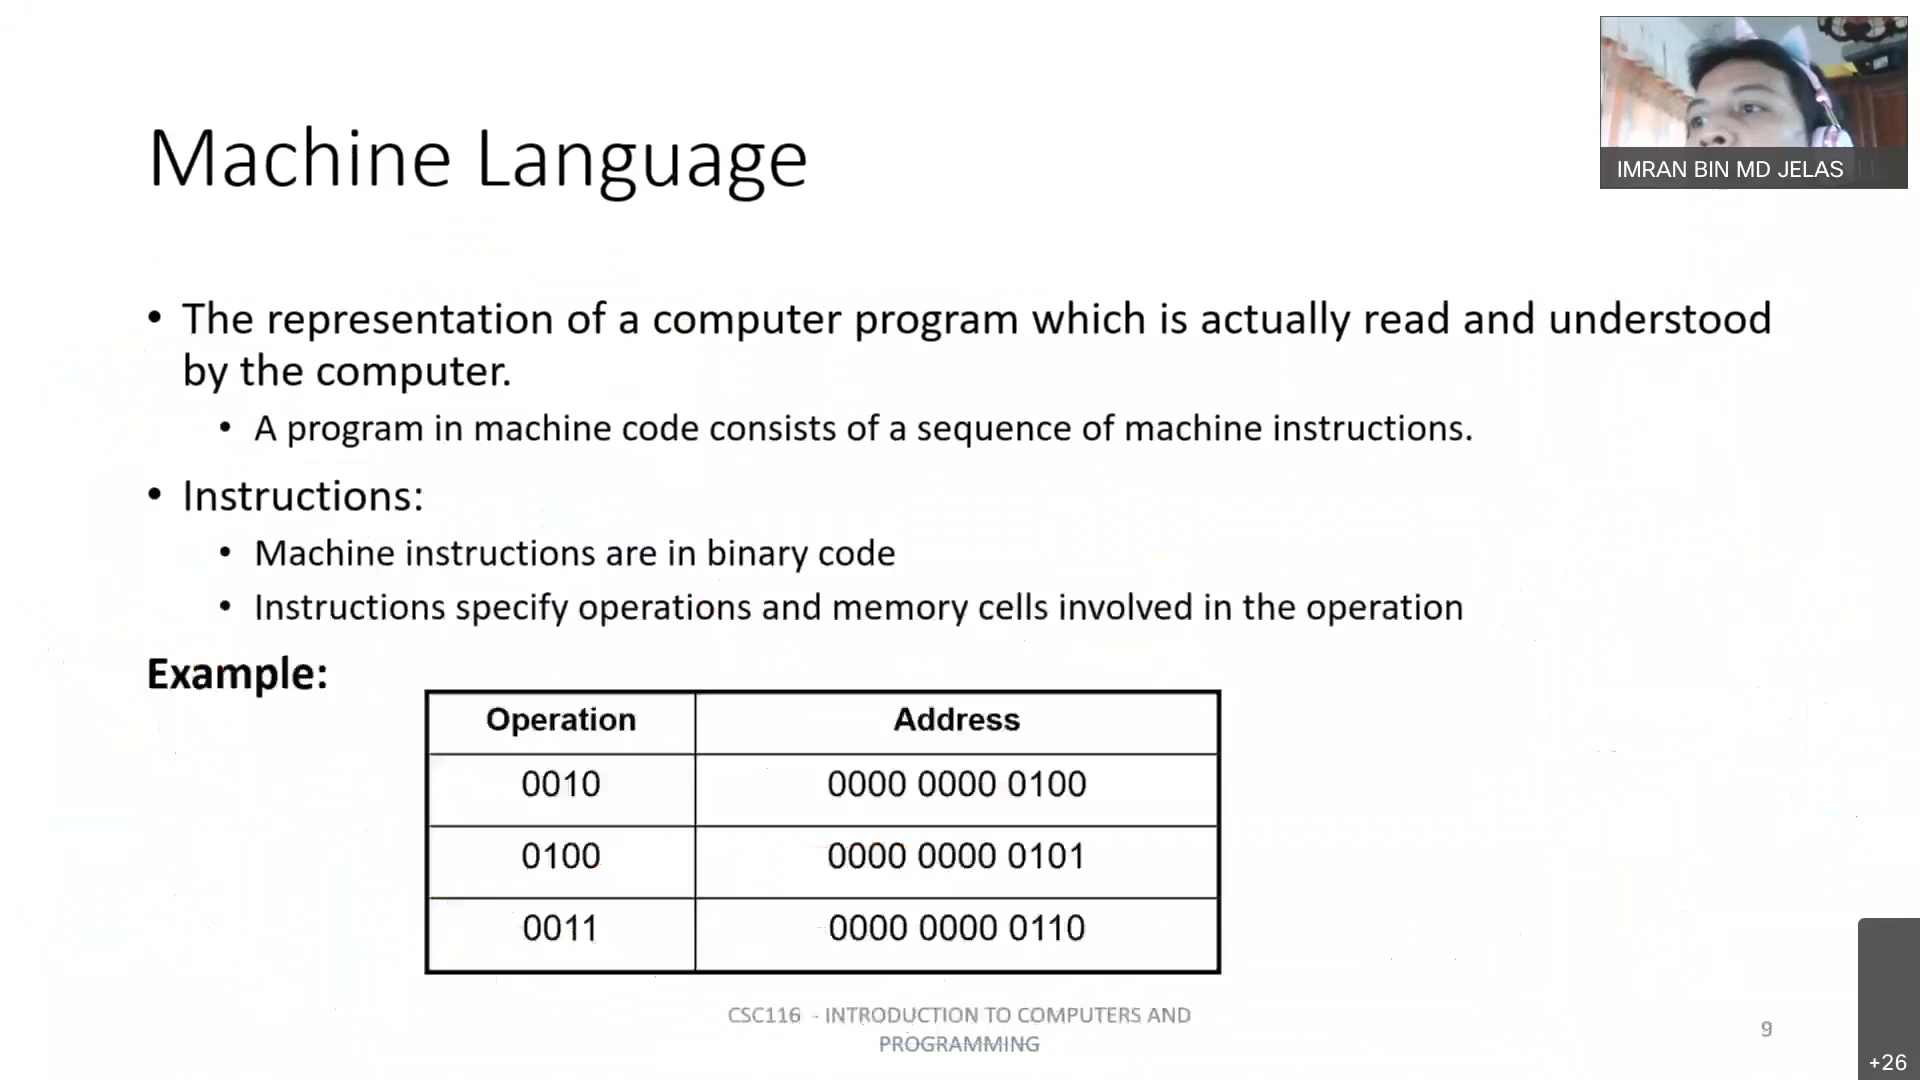 Machine Language
IMRAN BIN MD JELAS
• The representation of a computer program which is actually read and understood
by the computer.
• A program in machine code consists of a sequence of machine instructions.
• Instructions:
• Machine instructions are in binary code
• Instructions specify operations and memory cells involved in the operation
Example:
Operation Address
0010 0000 0000 0100
0100 0000 0000 0101
0011 0000 0000 0110
CSC116 - INTRODUCTION TO COMPUTERS AND
PROGRAMMING
9
+26